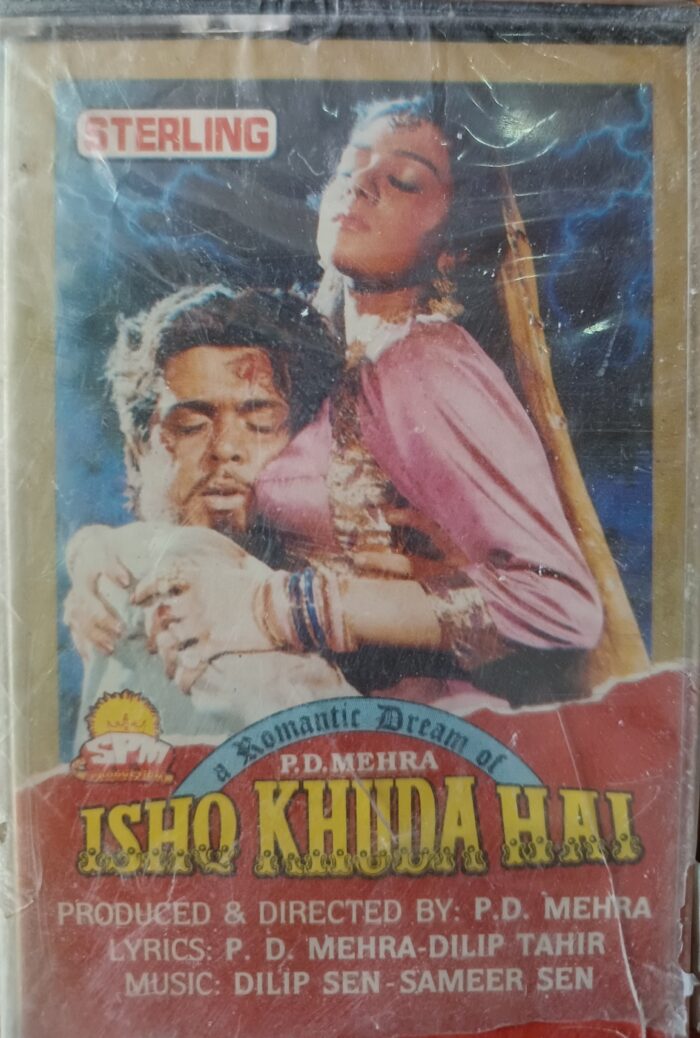 STERLING
SPM
a Romantic Dream of
P.D.MEHRA
ISHQ KHUDA HAI
PRODUCED & DIRECTED BY: P.D. MEHRA
LYRICS: P. D. MEHRA-DILIP TAHIR
MUSIC: DILIP SEN-SAMEER SEN